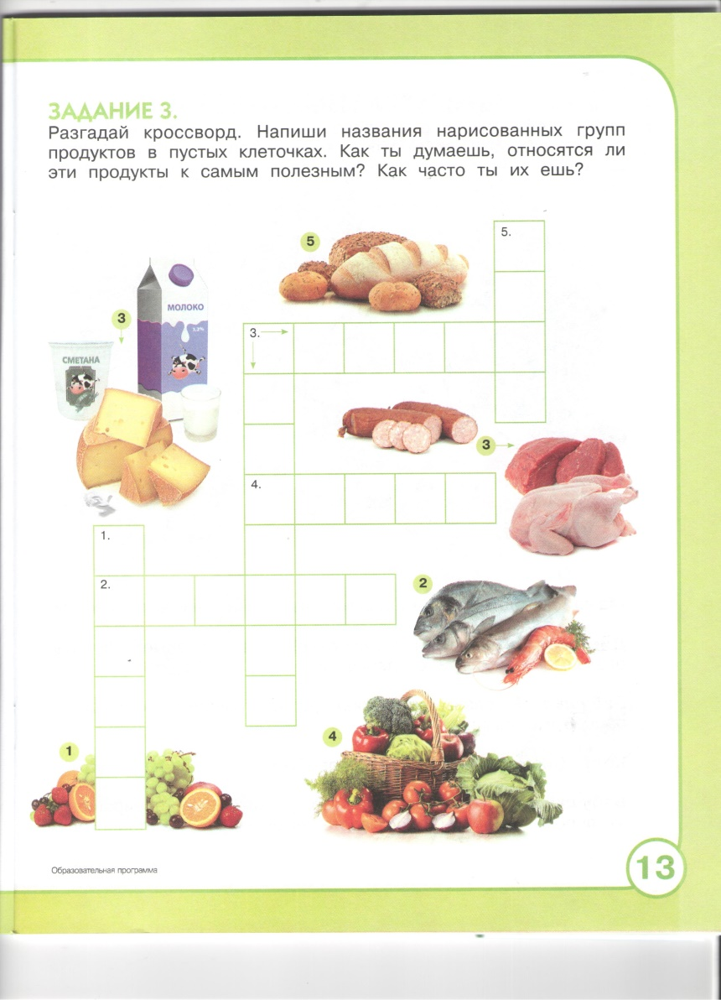 ЗАДАНИЕ 3.
Разгадай кроссворд. Напиши названия нарисованных групп
продуктов в пустых клеточках. Как ты думаешь, относятся ли
эти продукты к самым полезным? Как часто ты их ешь?
5
5.
МОЛОКО
3,2%
3
3.
СМЕТАНА
3
4.
1.
2.
2
4
1
Образовательная программа
13